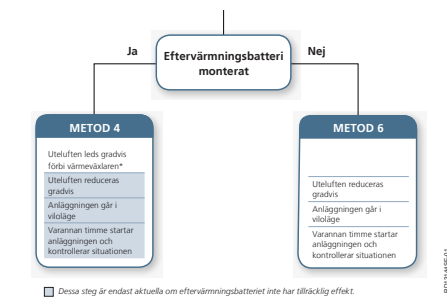 Ja
Eftervärmningsbatteri
monterat
Nej
METOD 4
Uteluften leds gradvis
förbi värmeväxlaren*
Uteluften reduceras
gradvis
Anläggningen går i
viloläge
Varannan timme startar
anläggningen och
kontrollerar situationen
METOD 6
Uteluften reduceras
gradvis
Anläggningen går i
viloläge
Varannan timme startar
anläggningen och
kontrollerar situationen
Dessa steg är endast aktuella om eftervärmningsbatteriet inte har tillräcklig effekt.